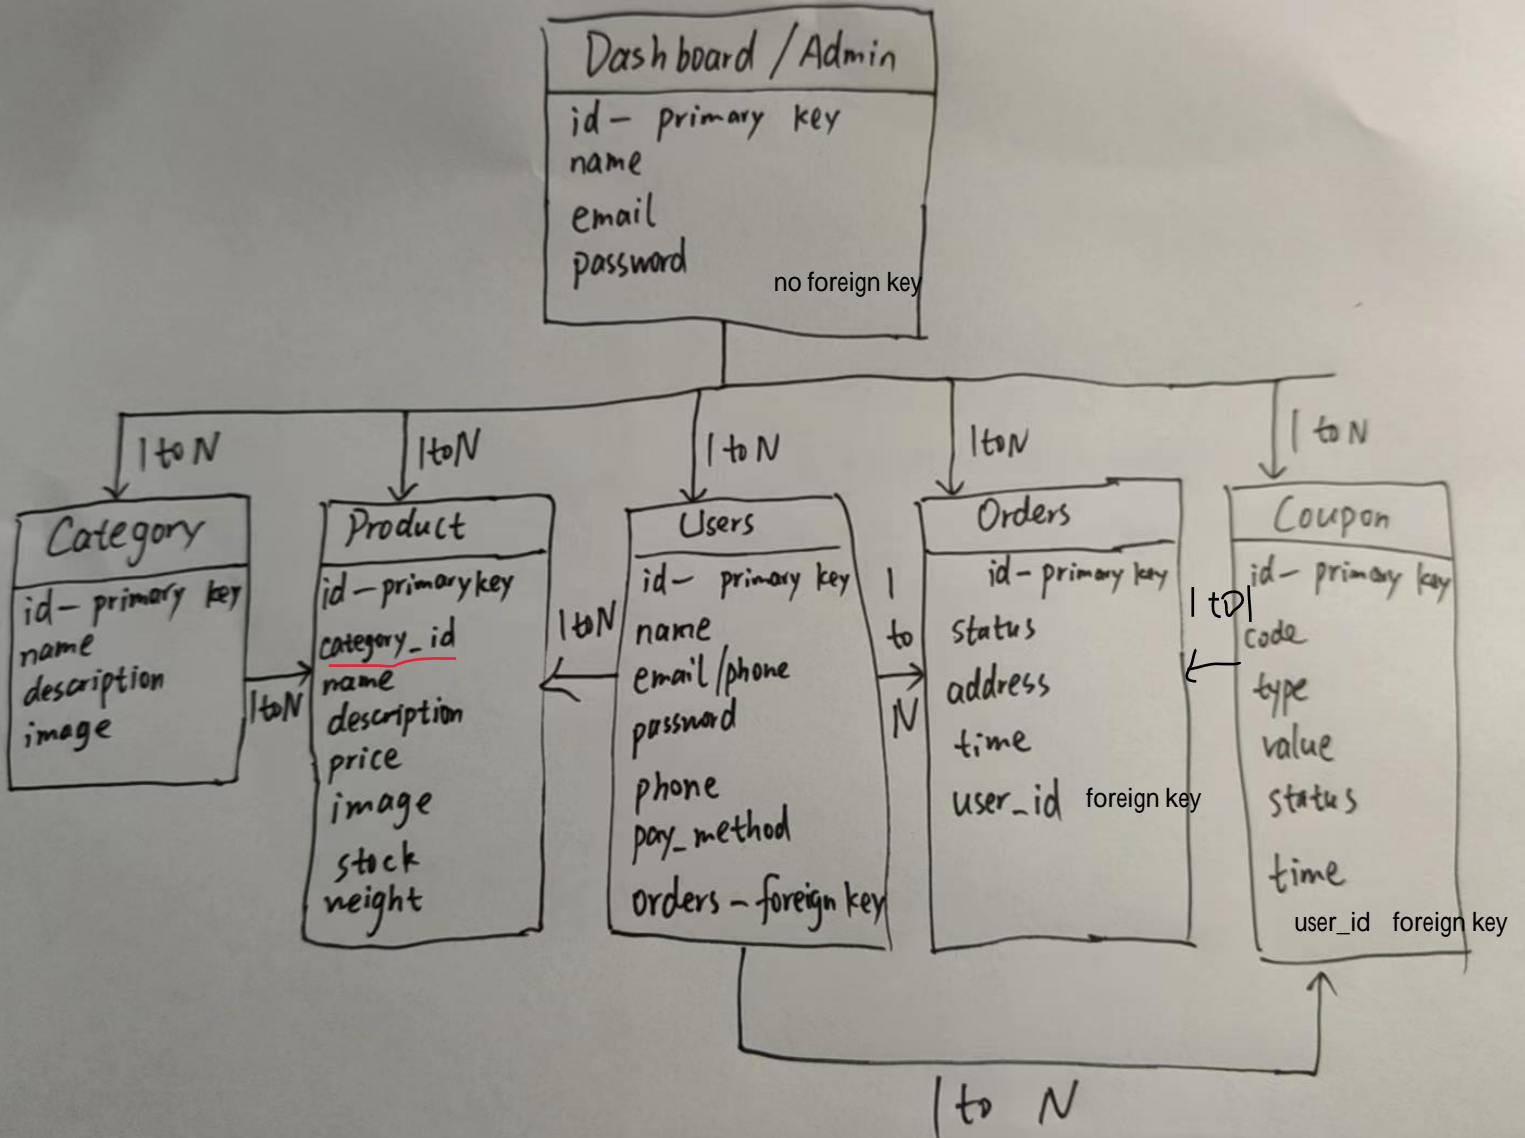 Dashboard / Admin
id - primary key
name
email
password
no foreign key
1 to N
1 to N
1 to N
1 to N
1 to N
Category
id - primary key
name
description
image
1 to N
Product
id - primary key
category_id
name
description
price
image
stock
weight
1 to N
Users
id - primary key
name
email/phone
password
phone
pay_method
orders - foreign key
1
to
N
Orders
id - primary key
status
address
time
user_id foreign key
1 to 1
Coupon
id - primary key
code
type
value
status
time
user_id foreign key
1 to N